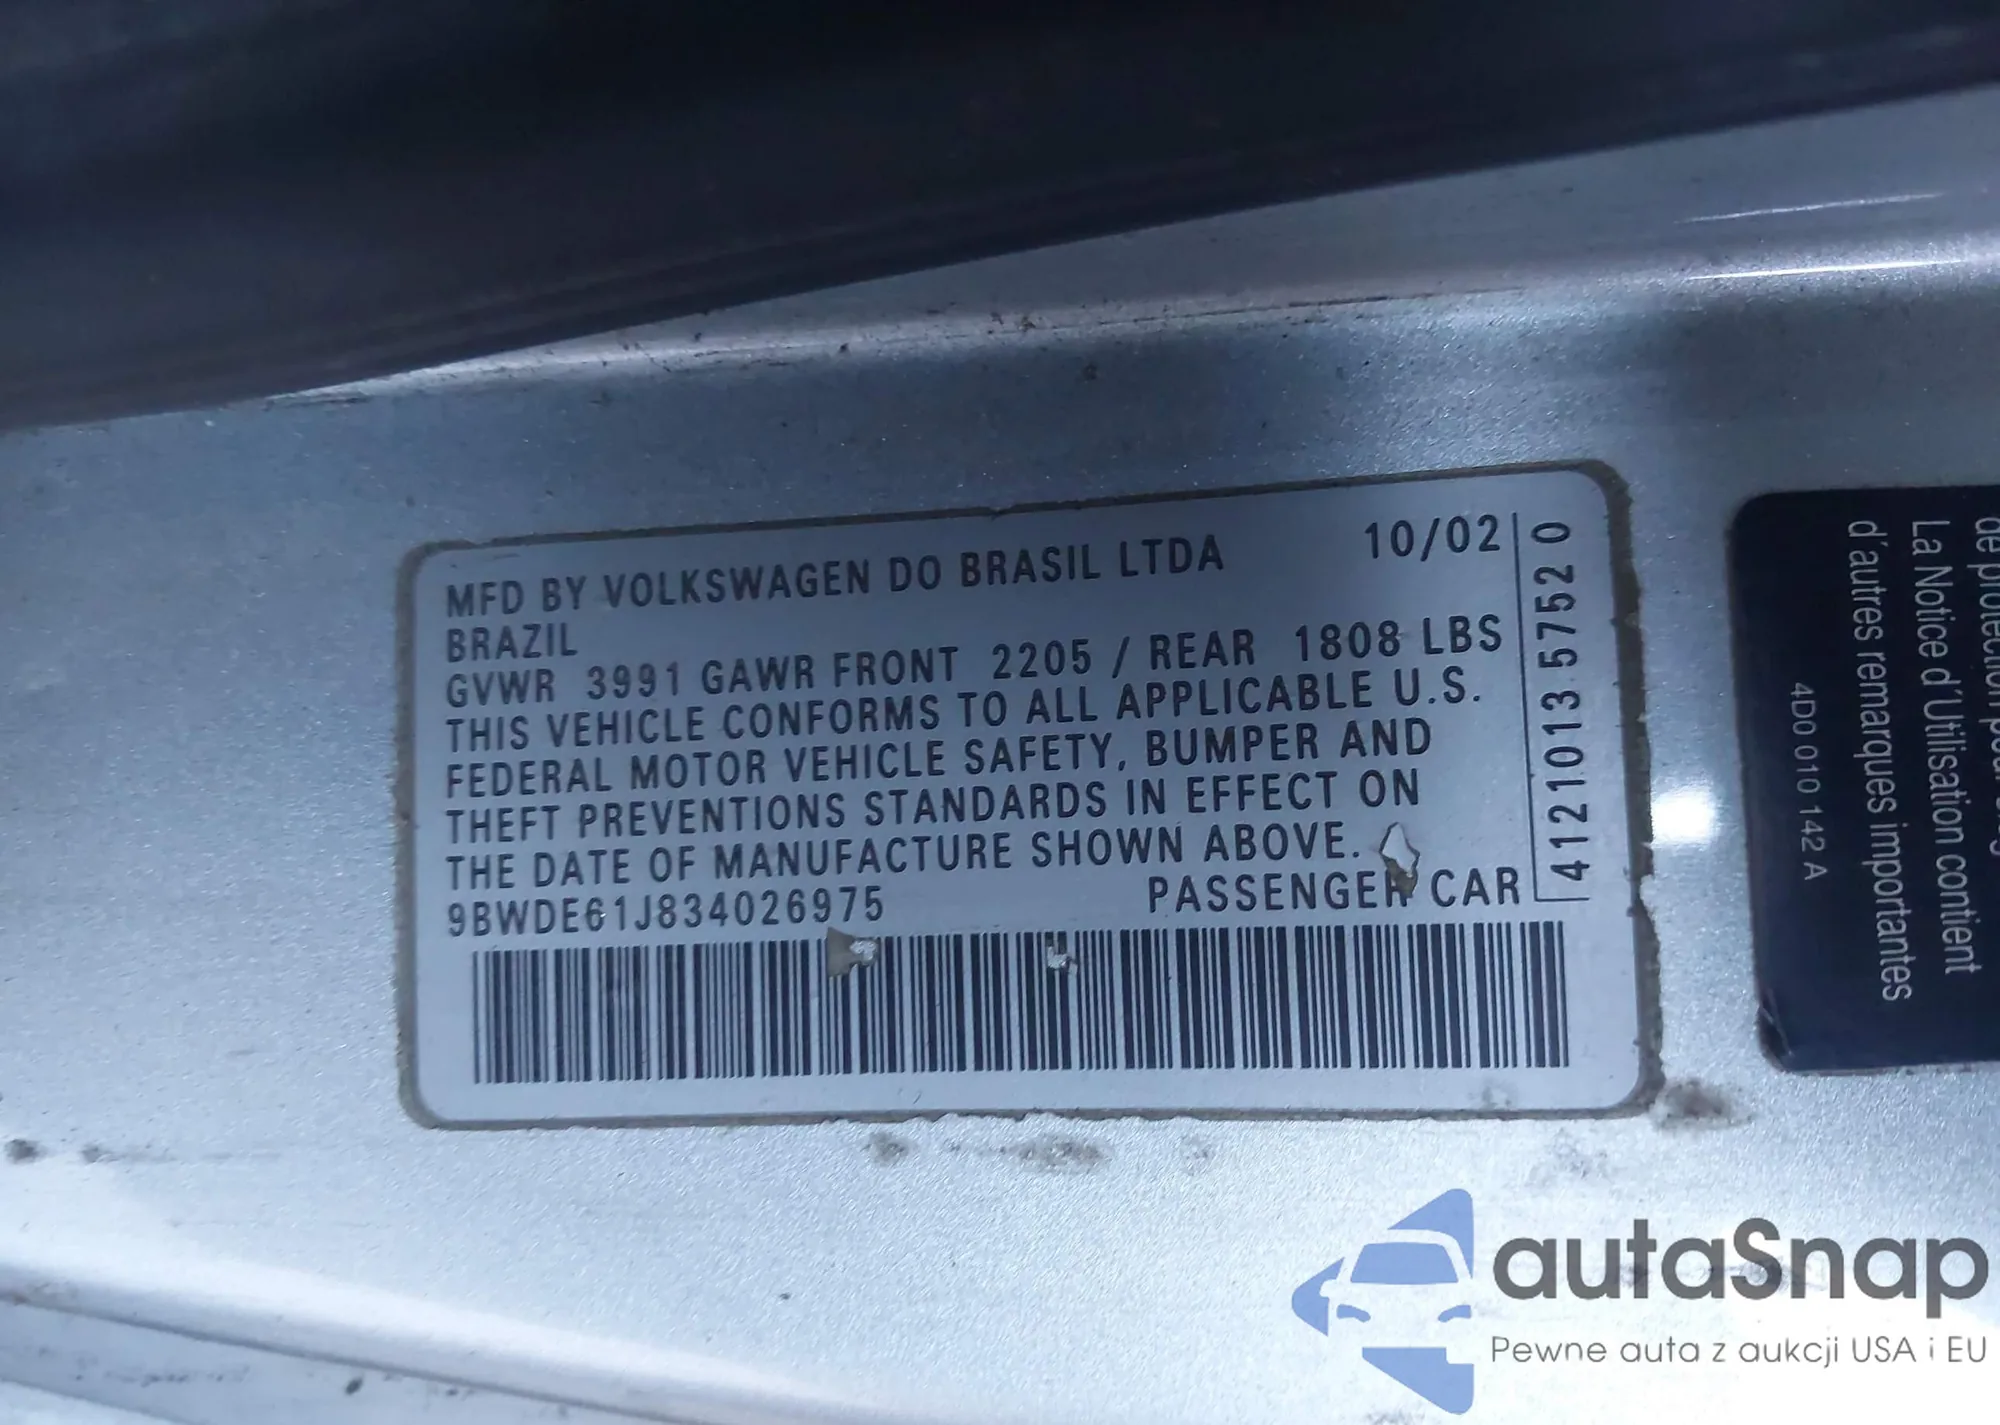 MFD BY VOLKSWAGEN DO BRASIL LTDA 10/02
BRAZIL
GVWR 3991 GAWR FRONT 2205 / REAR 1808 LBS
THIS VEHICLE CONFORMS TO ALL APPLICABLE U.S.
FEDERAL MOTOR VEHICLE SAFETY, BUMPER AND
THEFT PREVENTIONS STANDARDS IN EFFECT ON
THE DATE OF MANUFACTURE SHOWN ABOVE.
9BWDE61J834026975 PASSENGER CAR
4121013 5752 0
de protection
La Notice d'Utilisation contient
d'autres remarques importantes
4D0 010 142 A
autaSnap
Pewne auta z aukcji USA i EU